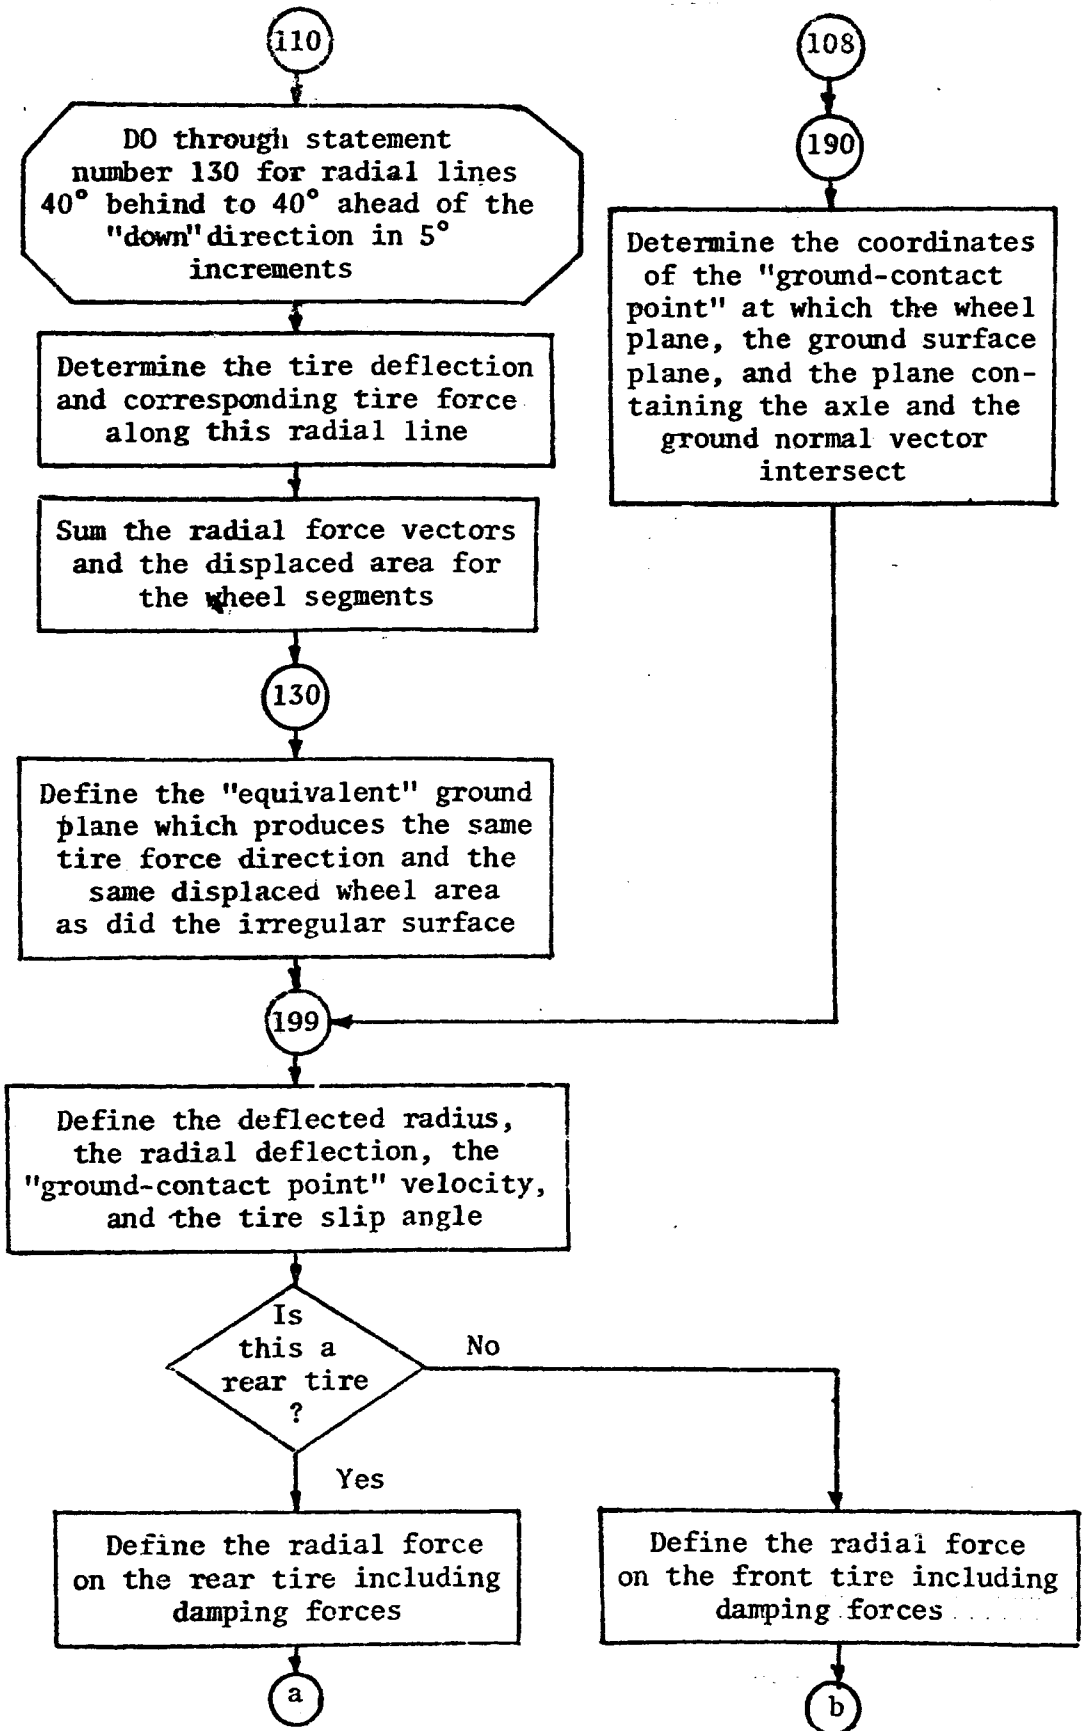 110
DO through statement
number 130 for radial lines
40° behind to 40° ahead of the
"down" direction in 5°
increments
Determine the tire deflection
and corresponding tire force
along this radial line
Sum the radial force vectors
and the displaced area for
the wheel segments
130
Define the "equivalent" ground
plane which produces the same
tire force direction and the
same displaced wheel area
as did the irregular surface
108
190
Determine the coordinates
of the "ground-contact
point" at which the wheel
plane, the ground surface
plane, and the plane con-
taining the axle and the
ground normal vector
intersect
199
Define the deflected radius,
the radial deflection, the
"ground-contact point" velocity,
and the tire slip angle
Is
this a
rear tire
?
No
Yes
Define the radial force
on the rear tire including
damping forces
a
Define the radial force
on the front tire including
damping forces
b